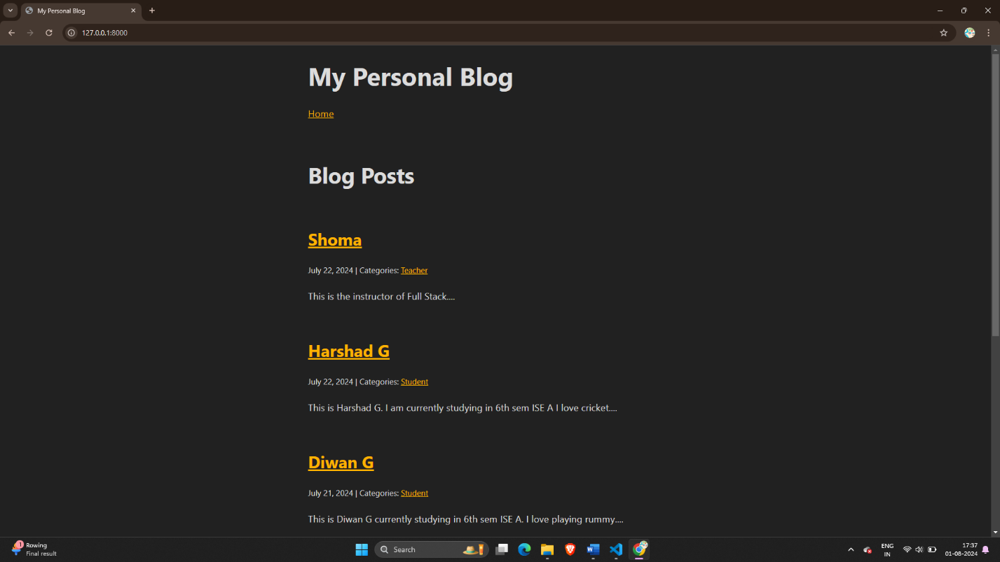 My Personal Blog
127.0.0.1:8000
My Personal Blog
Home
Blog Posts
Shoma
July 22, 2024 | Categories: Teacher
This is the instructor of Full Stack....
Harshad G
July 22, 2024 | Categories: Student
This is Harshad G. I am currently studying in 6th sem ISE A I love cricket....
Diwan G
July 21, 2024 | Categories: Student
This is Diwan G currently studying in 6th sem ISE A. I love playing rummy....
1
Rowing
Final result
Search
W
ENG
IN
17:37
01-08-2024